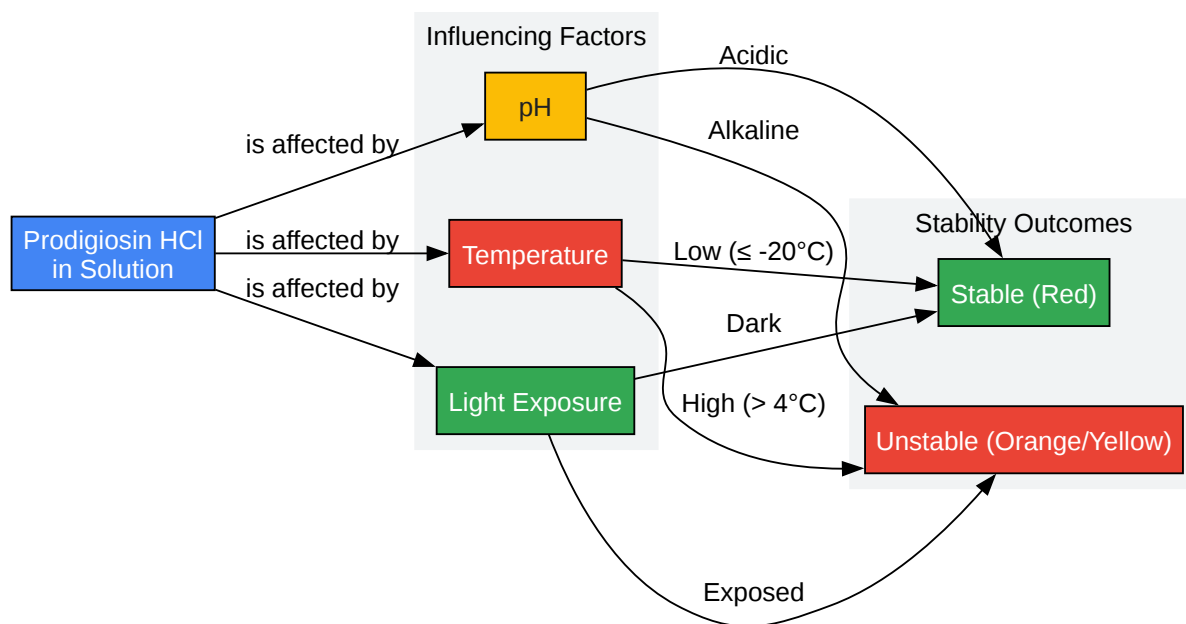 Influencing Factors
Acidic
pH
Alkaline
is affected by
Prodigiosin HCl
in Solution
is affected by
Temperature
Low (≤ -20°C)
Stability Outcomes
Stable (Red)
is affected by
Dark
Light Exposure
High (> 4°C)
Unstable (Orange/Yellow)
Exposed